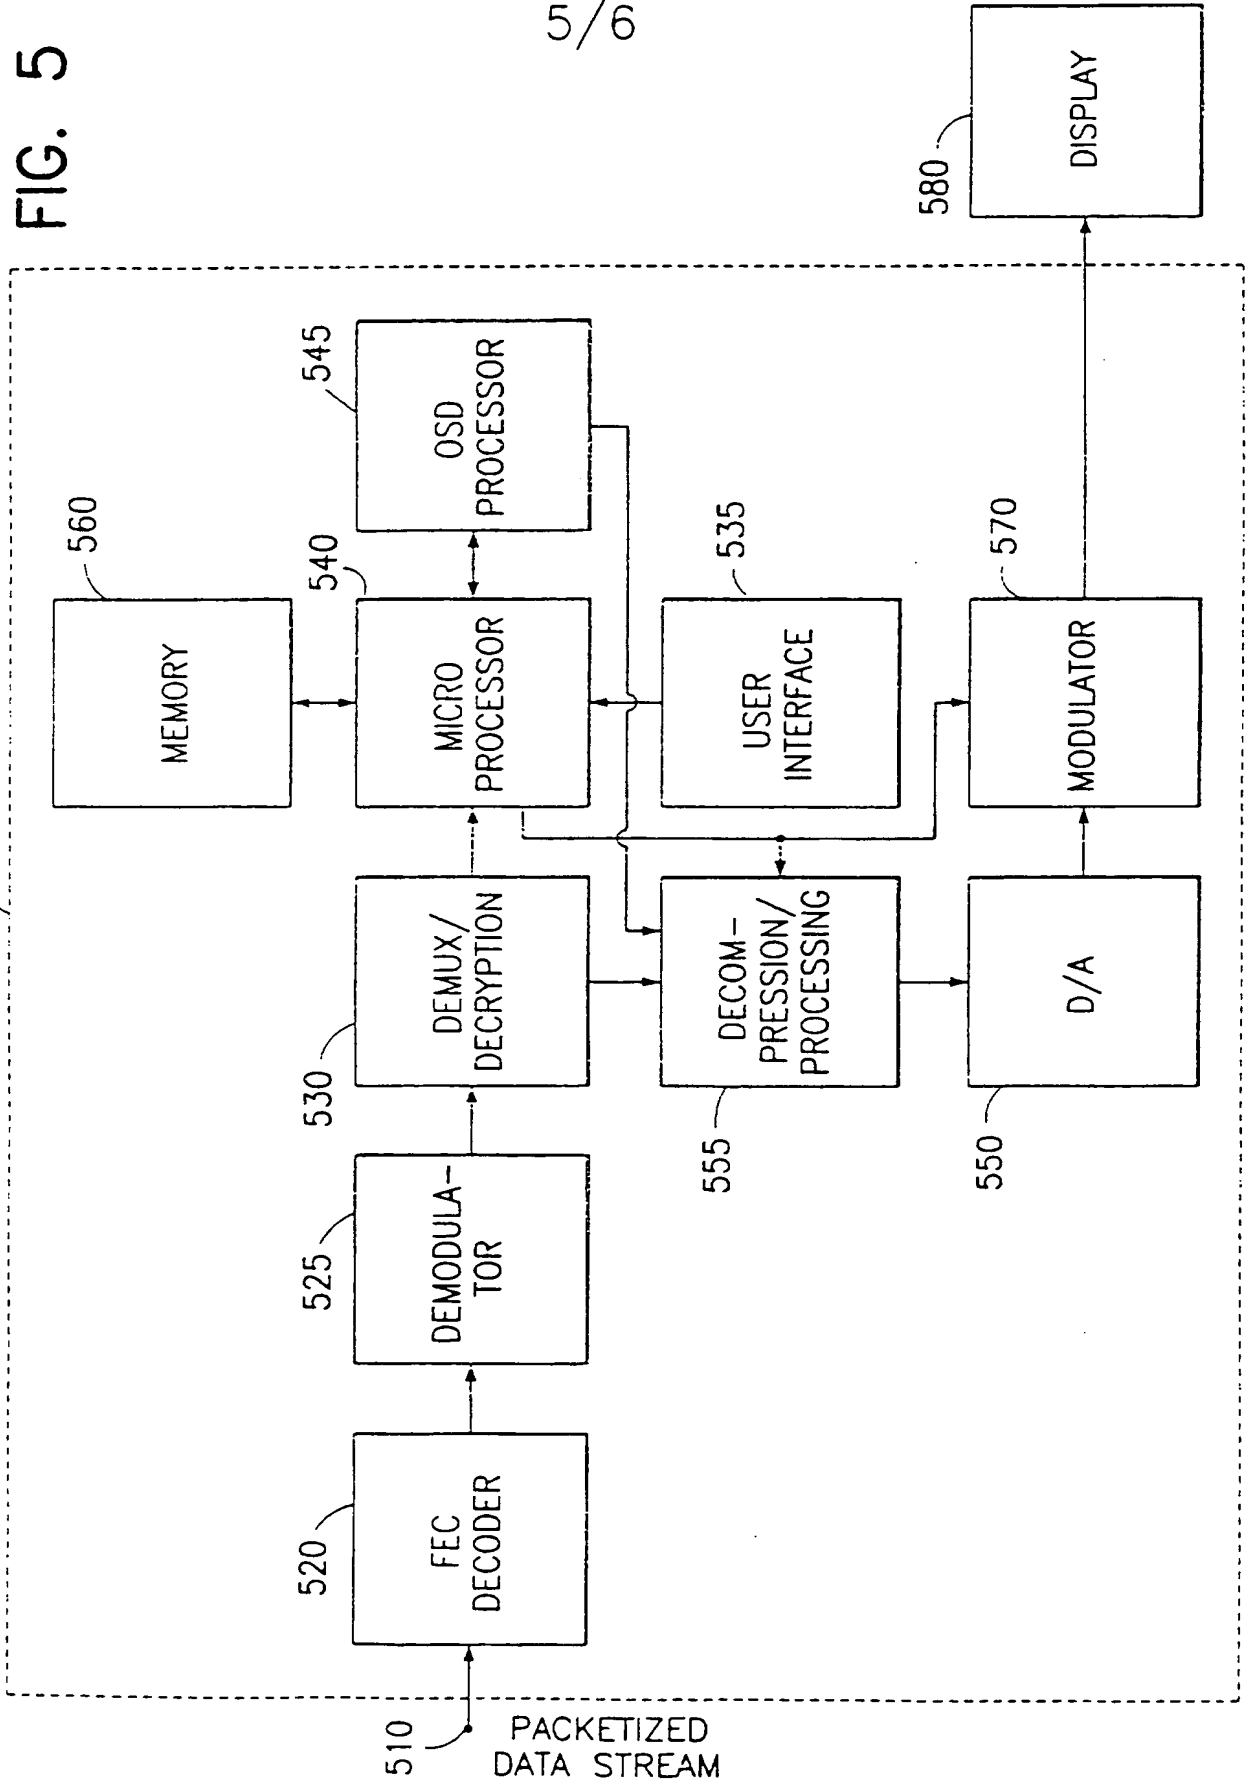 5/6
FIG. 5
560
MEMORY
520
FEC
DECODER
525
DEMODULA-
TOR
530
DEMUX/
DECRYPTION
540
MICRO
PROCESSOR
545
OSD
PROCESSOR
510
PACKETIZED
DATA STREAM
555
DECOM-
PRESSION/
PROCESSING
535
USER
INTERFACE
550
D/A
570
MODULATOR
580
DISPLAY